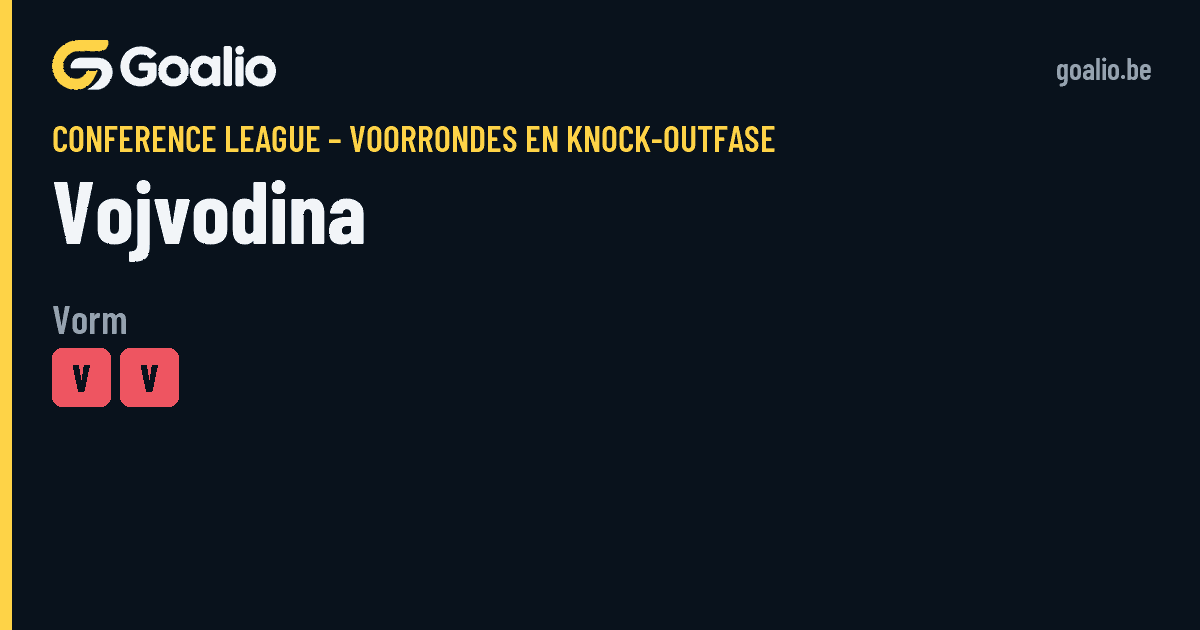 Goalio
goalio.be
CONFERENCE LEAGUE – VOORRONDES EN KNOCK-OUTFASE
Vojvodina
Vorm
V V